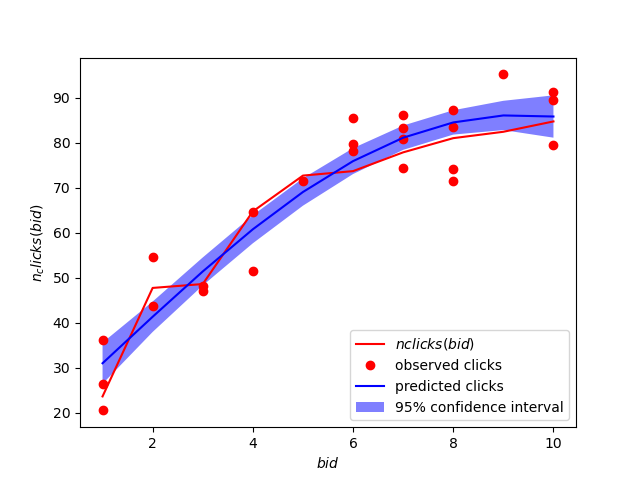 90
80
70
60
50
40
30
20
2 4 6 8 10
n_clicks(bid)
bid
nclicks(bid)
observed clicks
predicted clicks
95% confidence interval